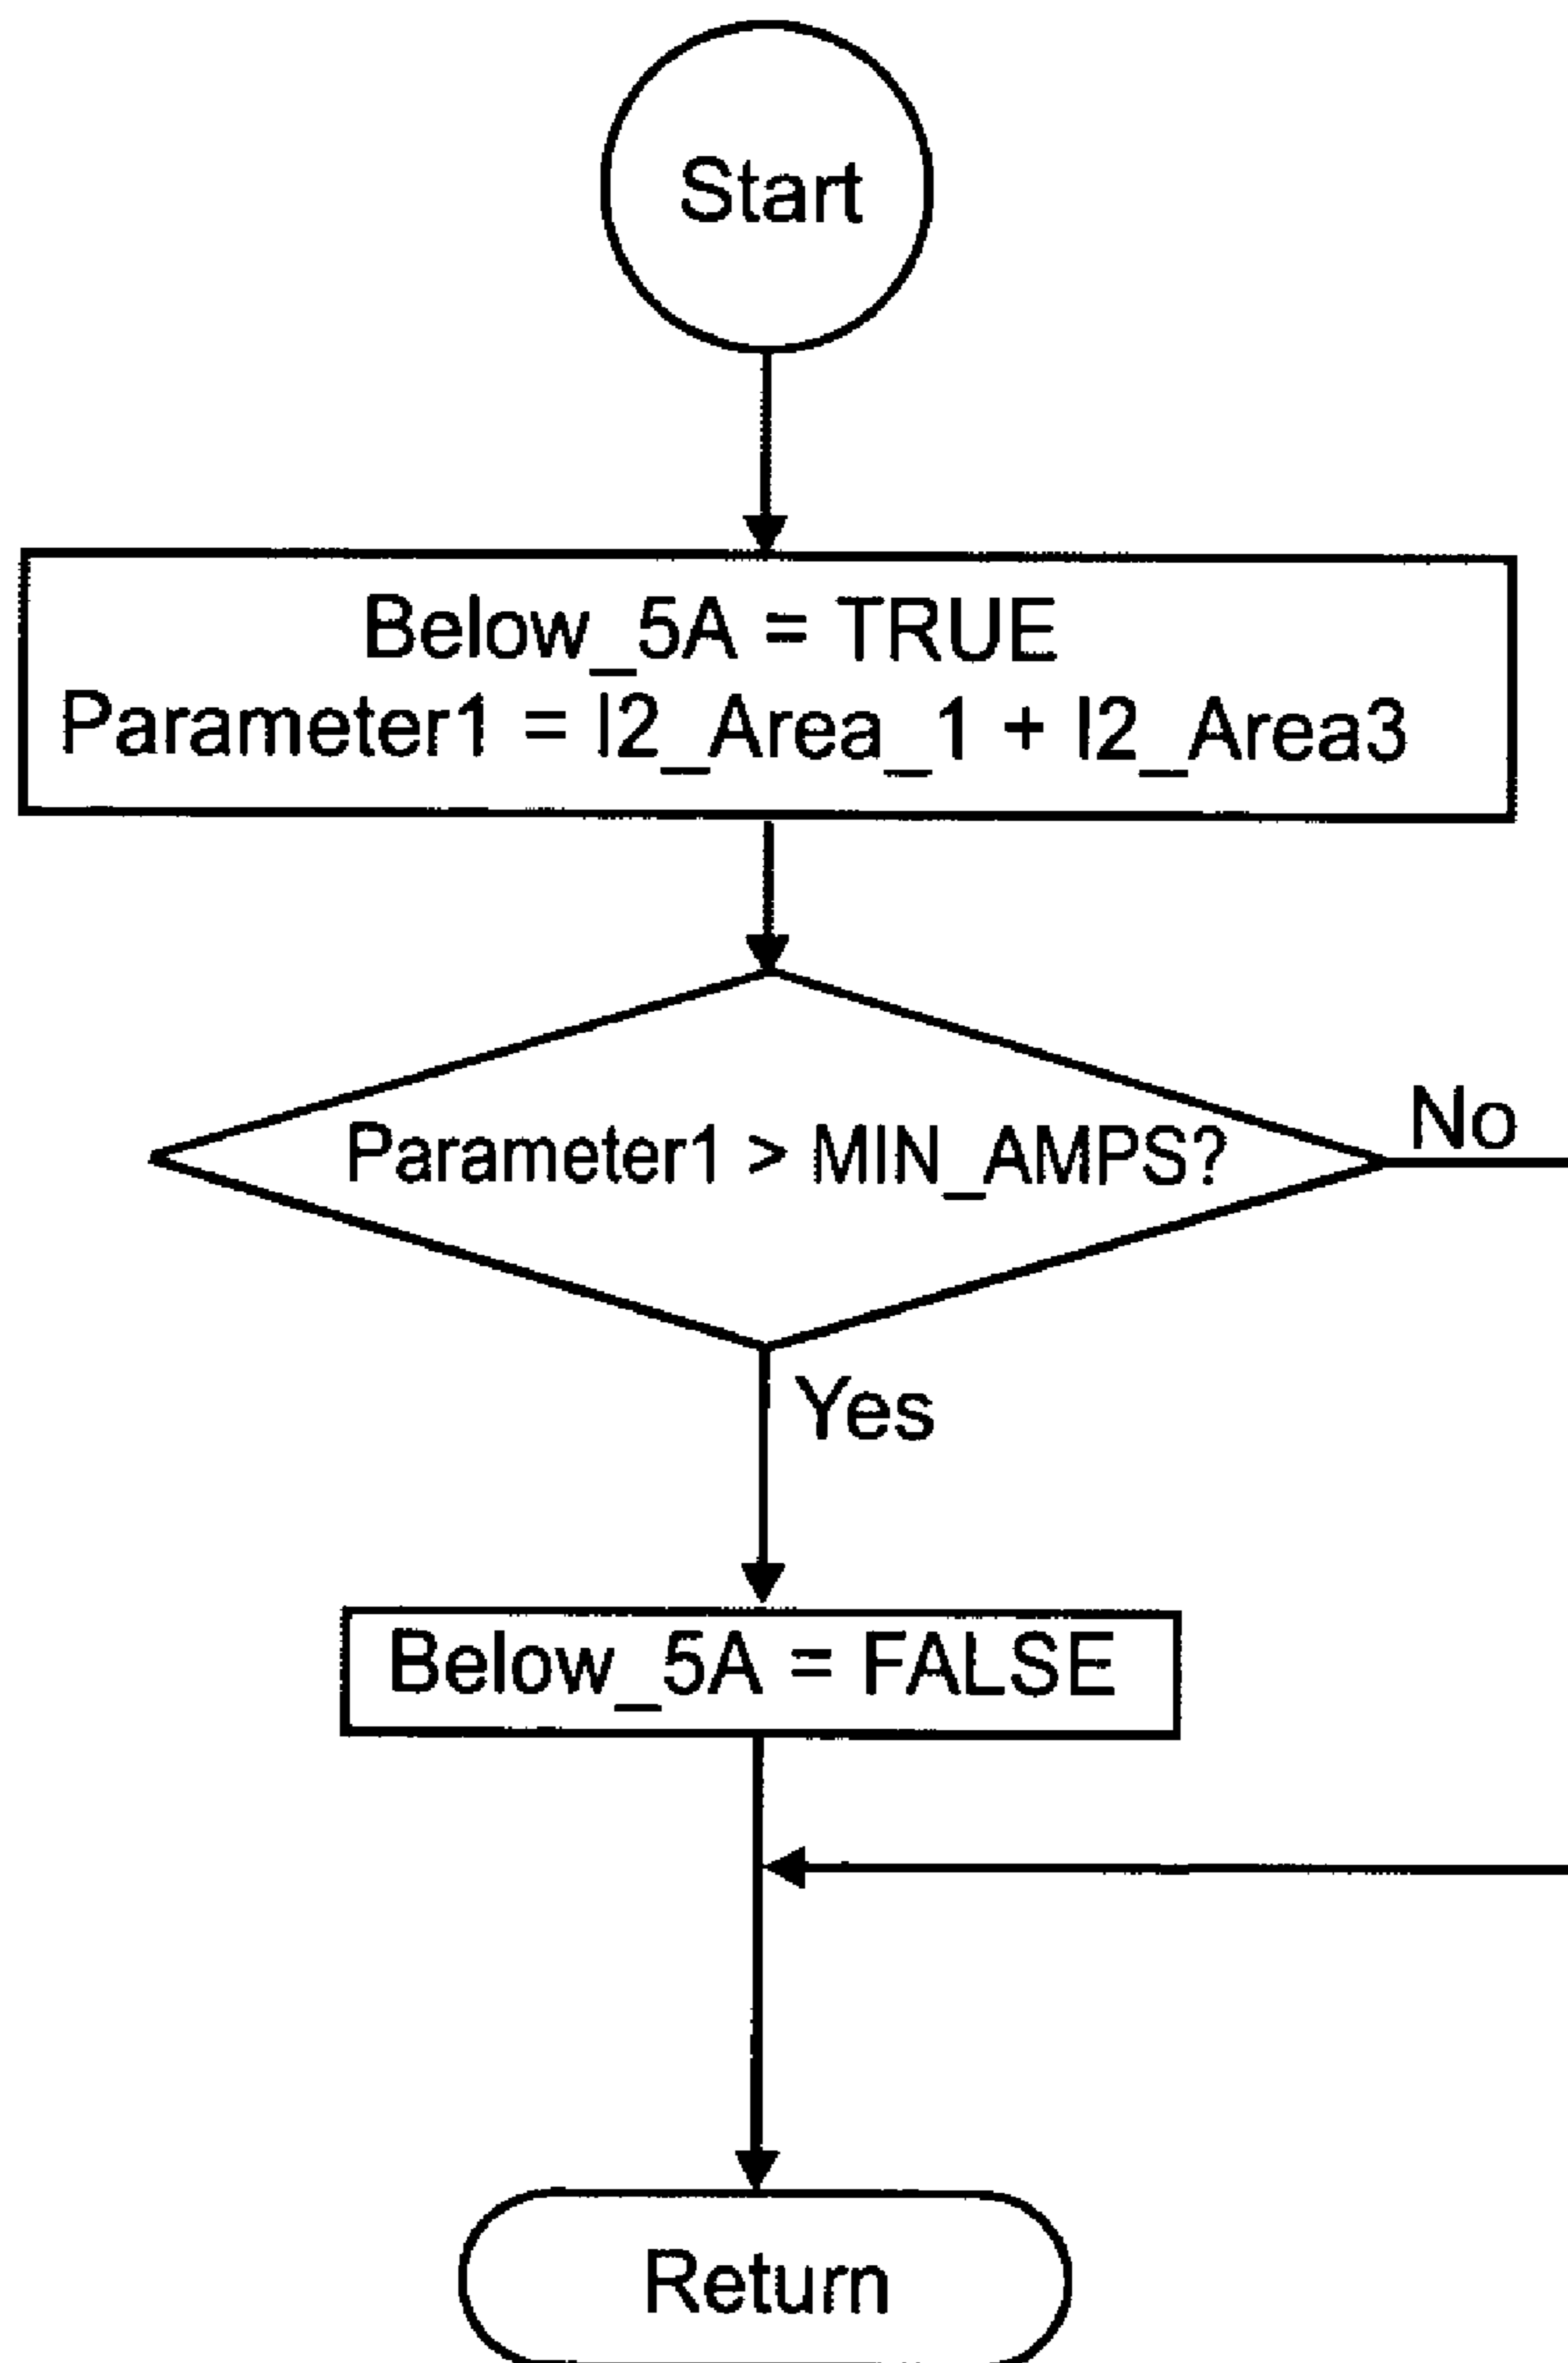 Start
Below_5A = TRUE
Parameter1 = I2_Area_1 + I2_Area3
Parameter1 > MIN_AMPS?
No
Yes
Below_5A = FALSE
Return